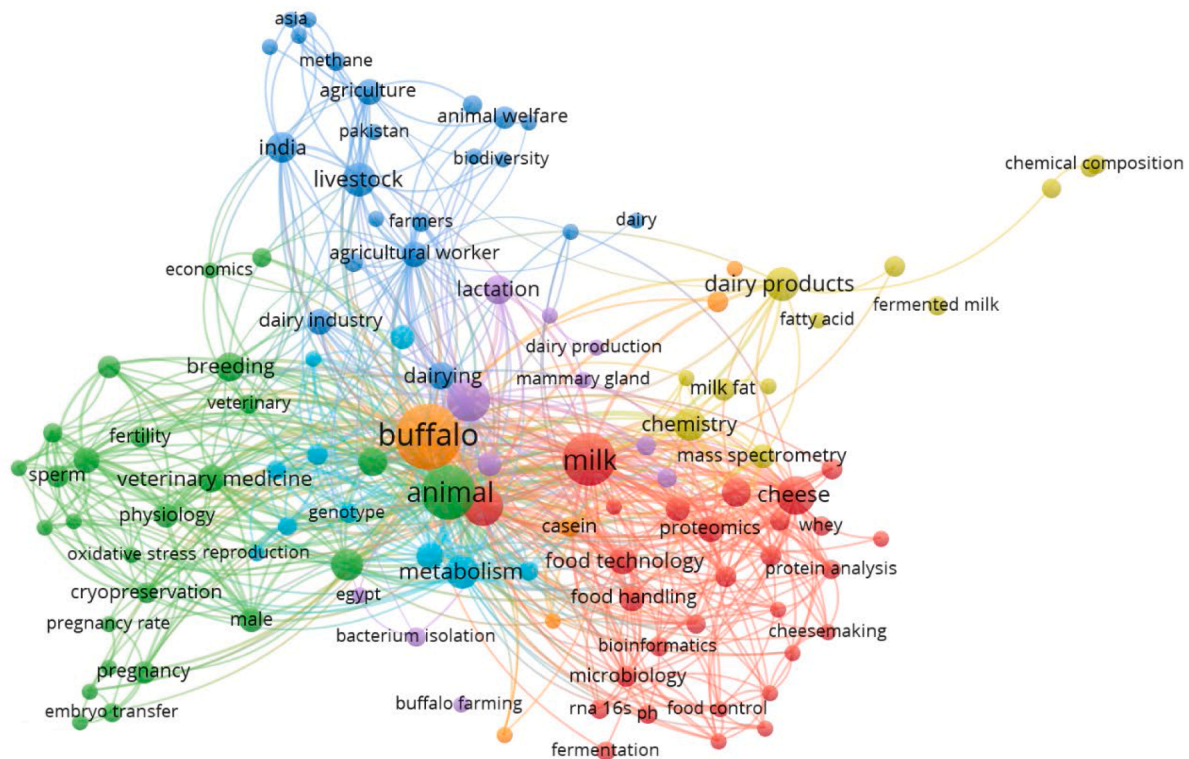 asia
methane
agriculture
animal welfare
pakistan
india
biodiversity
chemical composition
livestock
farmers
dairy
agricultural worker
economics
lactation
dairy products
fermented milk
dairy industry
fatty acid
dairy production
breeding
dairying
mammary gland
milk fat
veterinary
chemistry
fertility
buffalo
mass spectrometry
milk
sperm
veterinary medicine
animal
cheese
physiology
genotype
casein
proteomics
whey
oxidative stress
reproduction
food technology
protein analysis
metabolism
cryopreservation
egypt
food handling
pregnancy rate
male
bacterium isolation
bioinformatics
cheesemaking
pregnancy
microbiology
buffalo farming
embryo transfer
rna 16s
ph
food control
fermentation